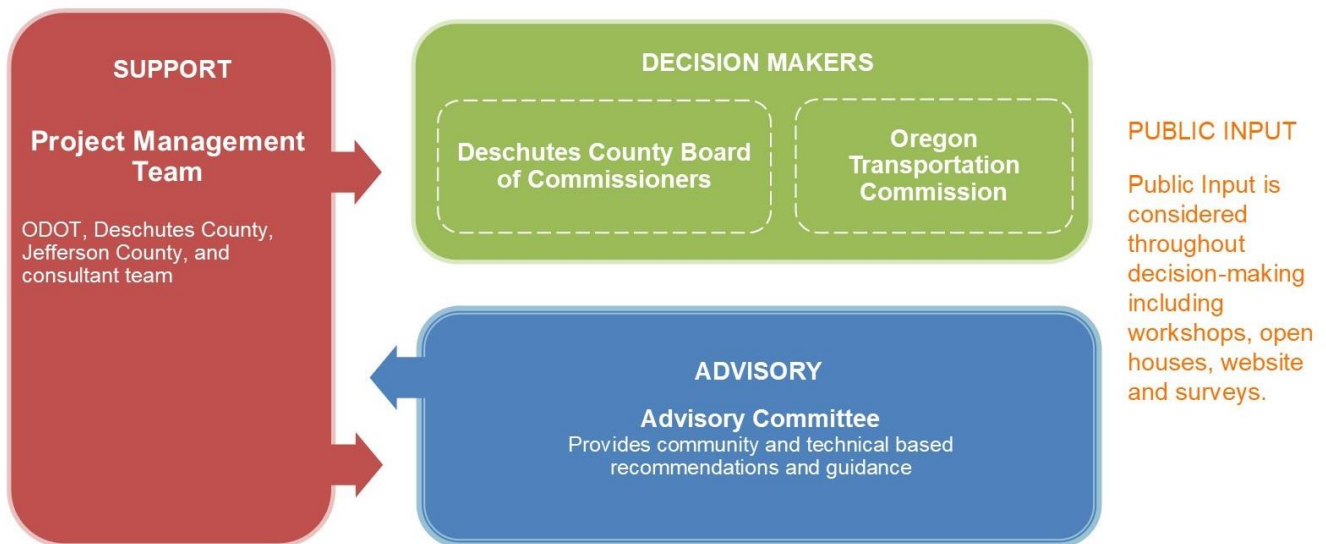 SUPPORT
Project Management
Team
ODOT, Deschutes County,
Jefferson County, and
consultant team
DECISION MAKERS
Deschutes County Board
of Commissioners
Oregon
Transportation
Commission
ADVISORY
Advisory Committee
Provides community and technical based
recommendations and guidance
PUBLIC INPUT
Public Input is
considered
throughout
decision-making
including
workshops, open
houses, website
and surveys.